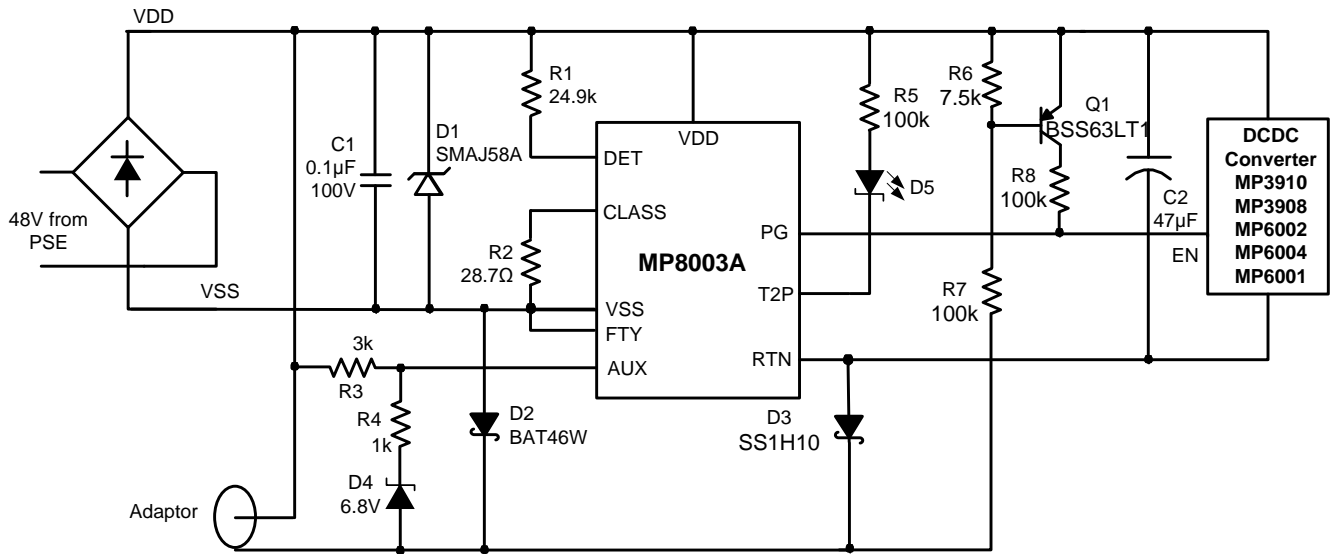 VDD
R1
24.9k
R6
7.5k
Q1
BSS63LT1
R5
100k
C1
0.1µF
100V
D1
SMAJ58A
VDD
DET
DCDC
Converter
MP3910
MP3908
MP6002
MP6004
MP6001
48V from
PSE
CLASS
D5
R8
100k
C2
47µF
R2
28.7Ω
MP8003A
PG
EN
VSS
VSS
FTY
T2P
R7
100k
3k
R3
AUX
RTN
R4
1k
D2
BAT46W
D3
SS1H10
D4
6.8V
Adaptor